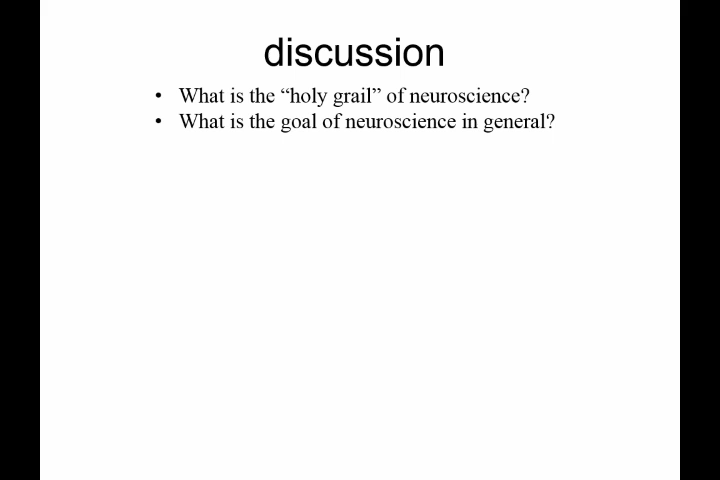 discussion
• What is the “holy grail” of neuroscience?
• What is the goal of neuroscience in general?